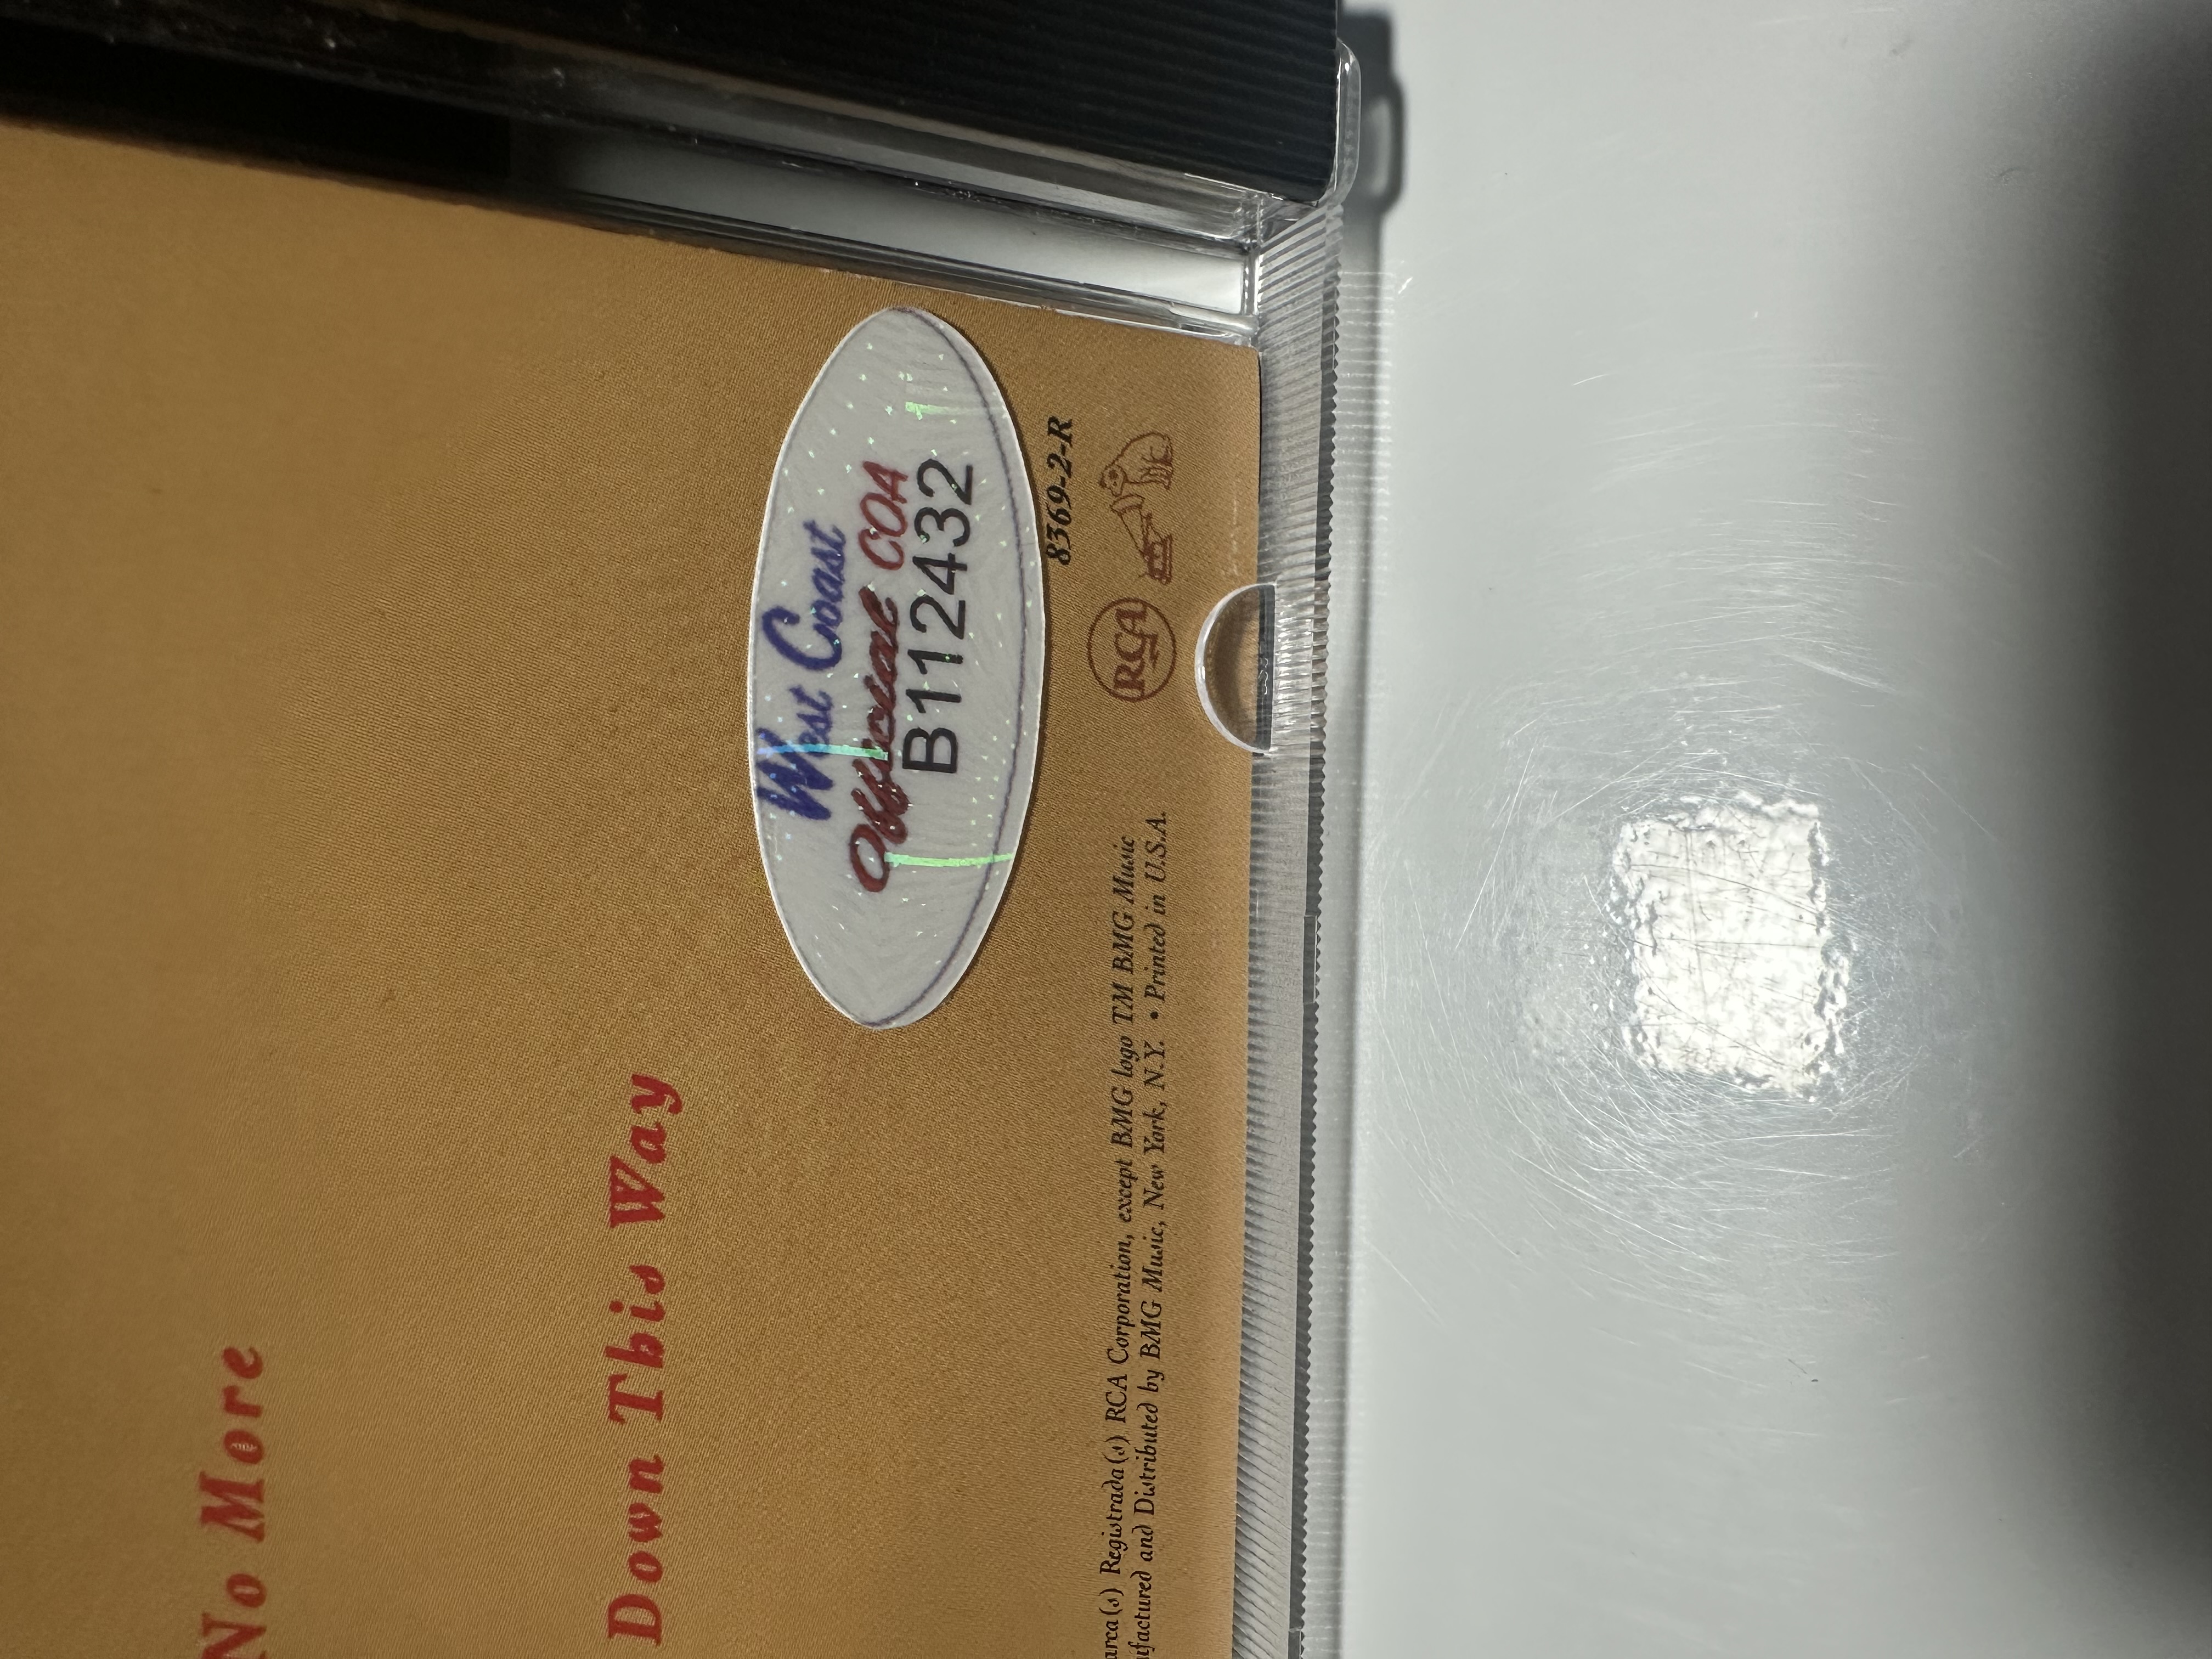 No More
Down This Way
West Coast
Official COA
B112432
8369-2-R
RCA
arca(s) Registrada(s) RCA Corporation, except BMG logo TM BMG Music
ufactured and Distributed by BMG Music, New York, N.Y. • Printed in U.S.A.